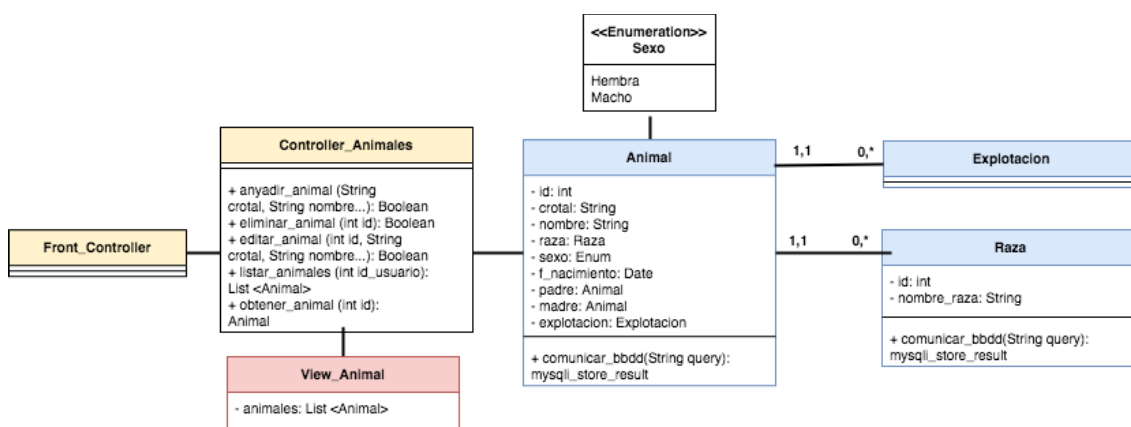 <<Enumeration>>
Sexo
Hembra
Macho
Controller_Animales
+ anyadir_animal (String
crotal, String nombre...): Boolean
+ eliminar_animal (int id): Boolean
+ editar_animal (int id, String
crotal, String nombre...): Boolean
+ listar_animales (int id_usuario):
List <Animal>
+ obtener_animal (int id):
Animal
Front_Controller
View_Animal
- animales: List <Animal>
Animal
- id: int
- crotal: String
- nombre: String
- raza: Raza
- sexo: Enum
- f_nacimiento: Date
- padre: Animal
- madre: Animal
- explotacion: Explotacion
+ comunicar_bbdd(String query):
mysqli_store_result
1,1 0,*
Explotacion
1,1 0,*
Raza
- id: int
- nombre_raza: String
+ comunicar_bbdd(String query):
mysqli_store_result